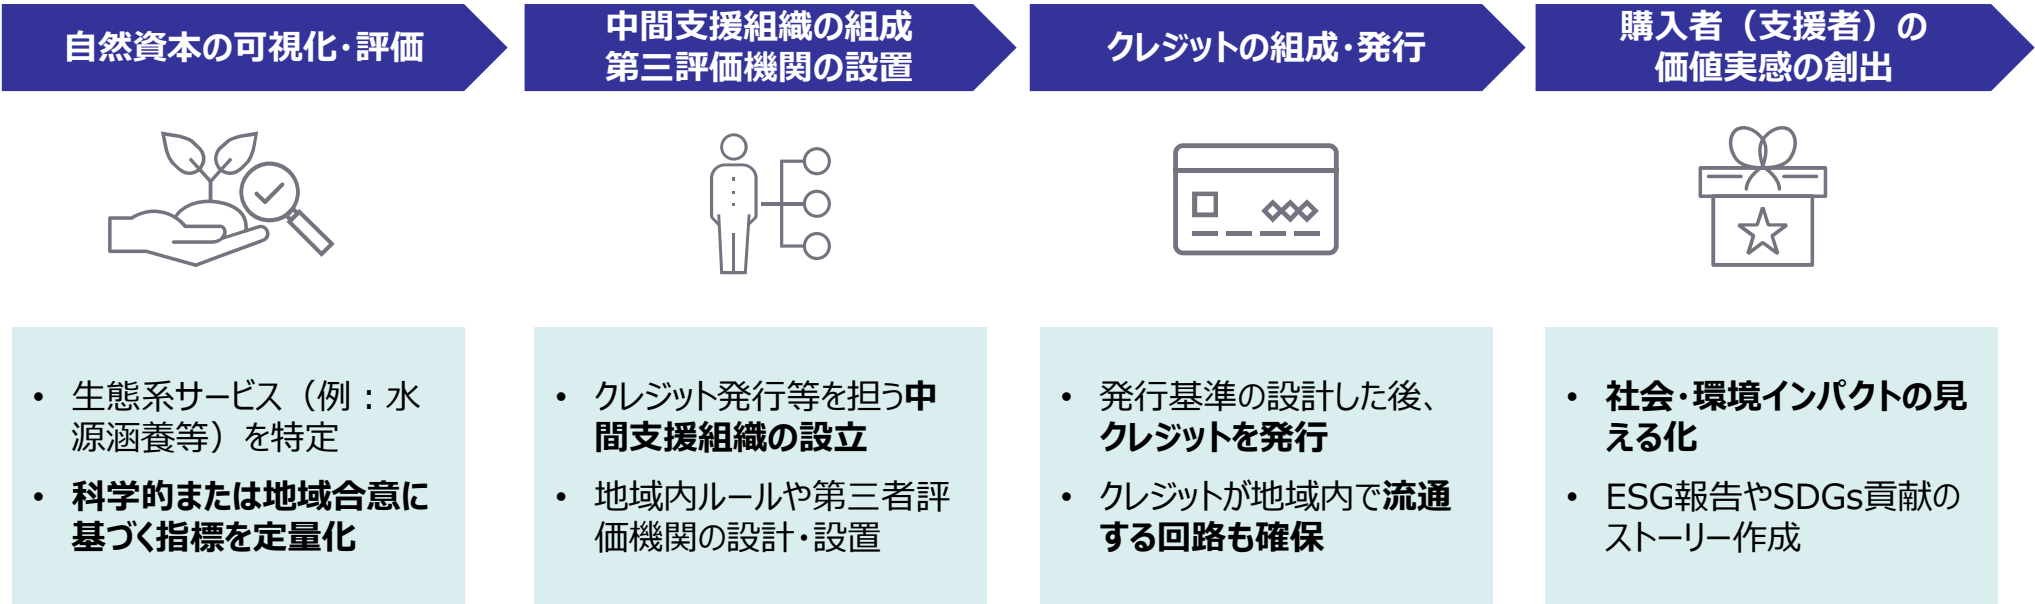 自然資本の可視化･評価
中間支援組織の組成
第三評価機関の設置
クレジットの組成･発行
購入者（支援者）の
価値実感の創出
• 生態系サービス（例：水
源涵養等）を特定
• 科学的または地域合意に
基づく指標を定量化
• クレジット発行等を担う中
間支援組織の設立
• 地域内ルールや第三者評
価機関の設計･設置
• 発行基準の設計した後、
クレジットを発行
• クレジットが地域内で流通
する回路も確保
• 社会･環境インパクトの見
える化
• ESG報告やSDGs貢献の
ストーリー作成